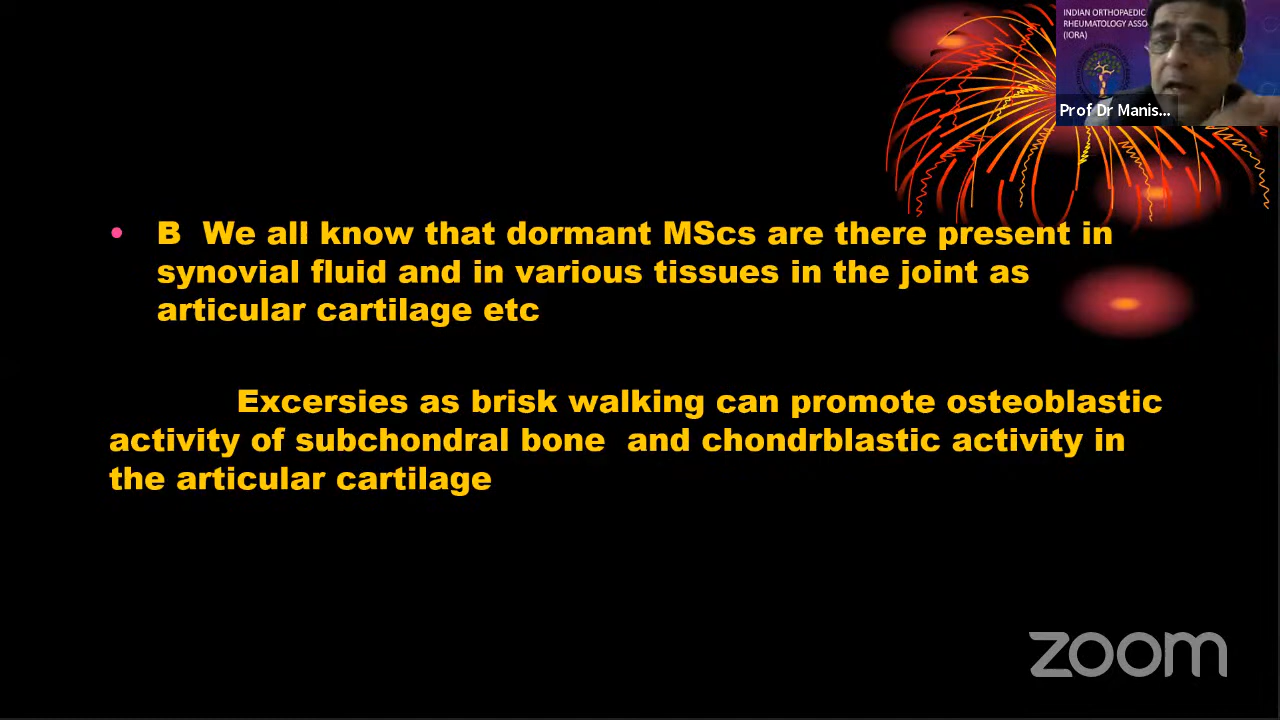 INDIAN ORTHOPAEDIC
RHEUMATOLOGY ASSO
(IORA)
Prof Dr Manis...
• B We all know that dormant MScs are there present in
synovial fluid and in various tissues in the joint as
articular cartilage etc
Excersies as brisk walking can promote osteoblastic
activity of subchondral bone and chondrblastic activity in
the articular cartilage
zoom